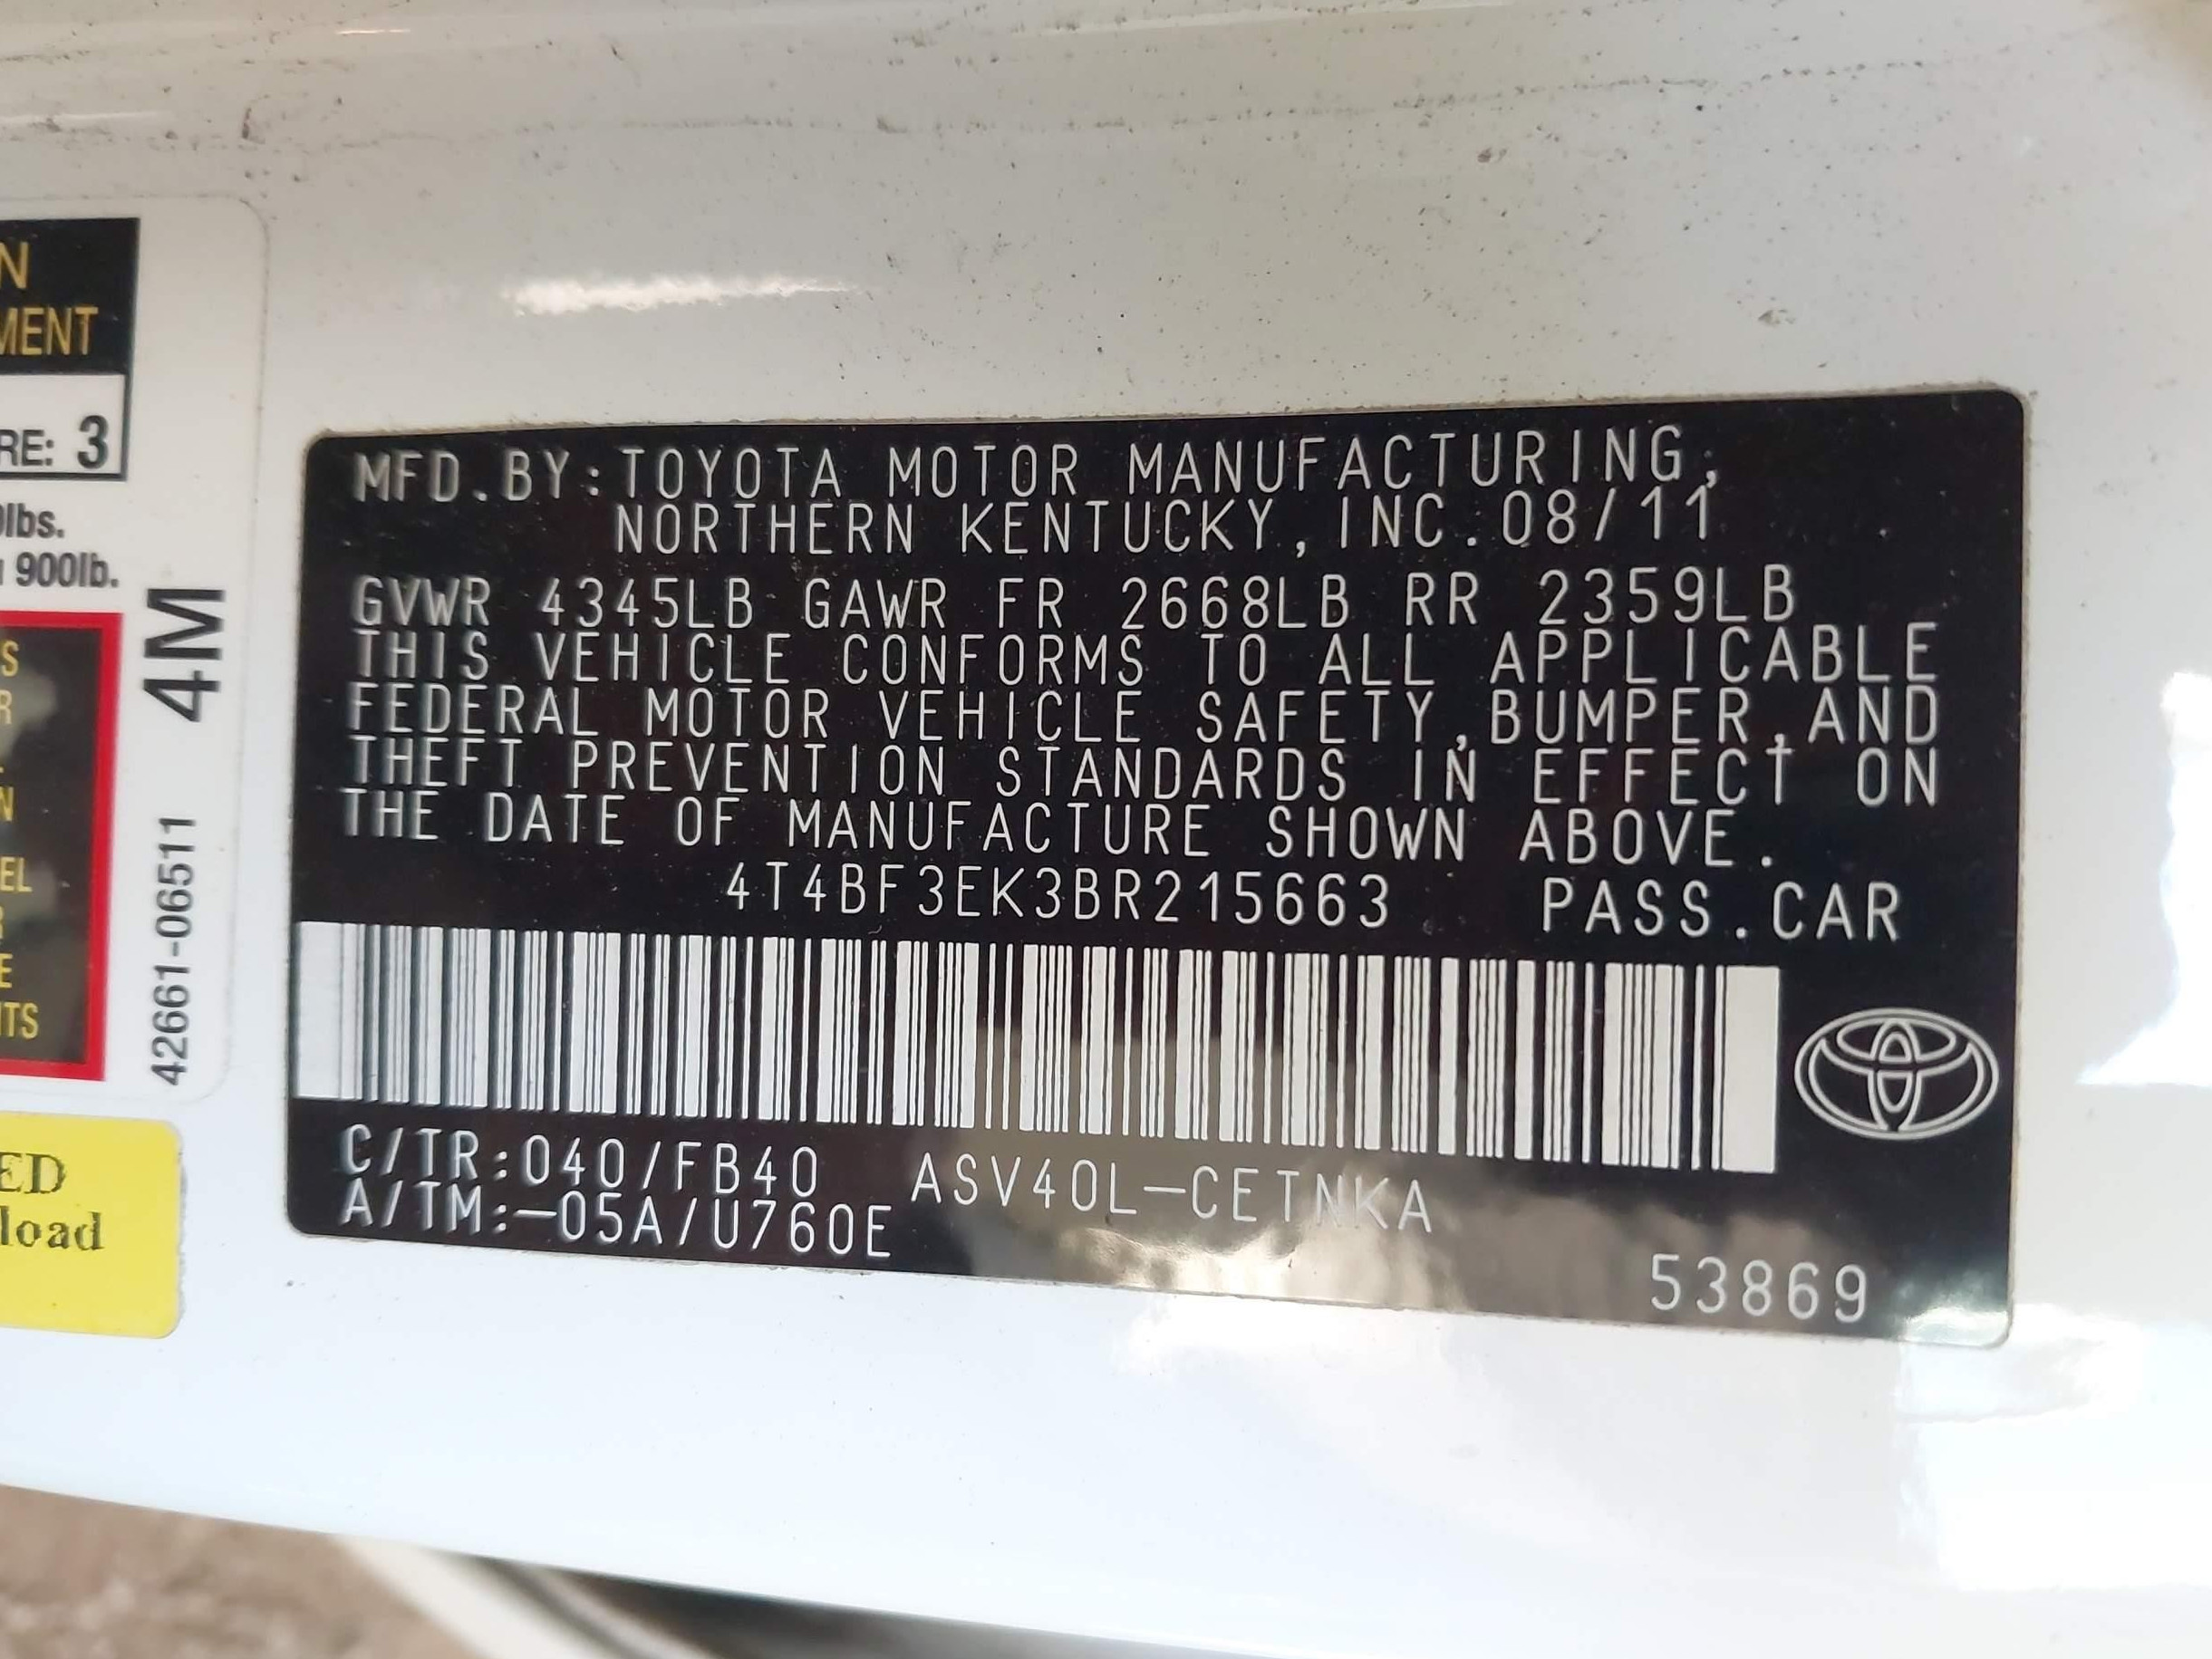 N
MENT
RE: 3
lbs.
900lb.
4M
42661-06511
S
R
N
EL
R
E
ITS
ED
load
MFD.BY:TOYOTA MOTOR MANUFACTURING,
NORTHERN KENTUCKY, INC.08/11
GVWR 4345LB GAWR FR 2668LB RR 2359LB
THIS VEHICLE CONFORMS TO ALL APPLICABLE
FEDERAL MOTOR VEHICLE SAFETY,BUMPER,AND
THEFT PREVENTION STANDARDS IN EFFECT ON
THE DATE OF MANUFACTURE SHOWN ABOVE.
4T4BF3EK3BR215663 PASS.CAR
C/TR:040/FB40 ASV40L-CETNKA
A/TM:-05A/U760E
53869